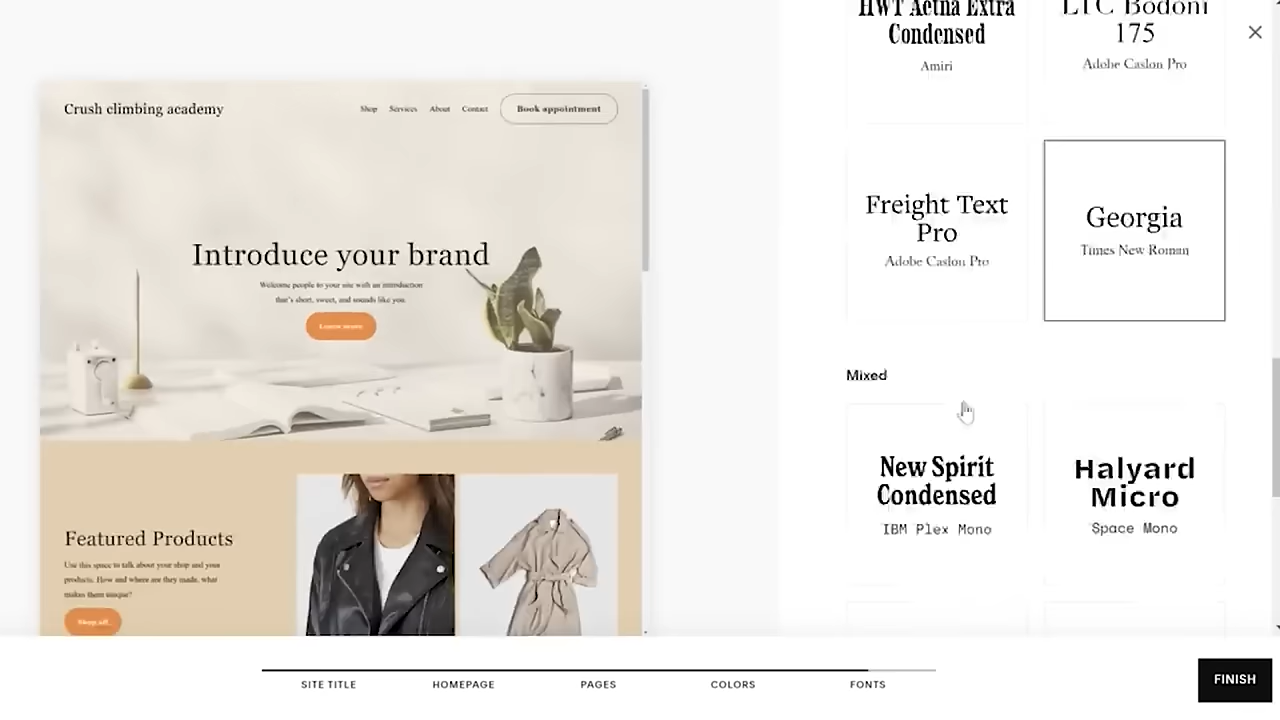 Crush climbing academy
Shop
Services
About
Contact
Book appointment
Introduce your brand
Welcome people to your site with an introduction
that's short, sweet, and sounds like you.
Learn more
Featured Products
Use this space to talk about your shop and your
products. How and where are they made, what
makes them unique?
Shop all
HWT Aetna Extra
Condensed
Amiri
LTC Bodoni
175
Adobe Caslon Pro
Freight Text
Pro
Adobe Caslon Pro
Georgia
Times New Roman
Mixed
New Spirit
Condensed
IBM Plex Mono
Halyard
Micro
Space Mono
SITE TITLE
HOMEPAGE
PAGES
COLORS
FONTS
FINISH